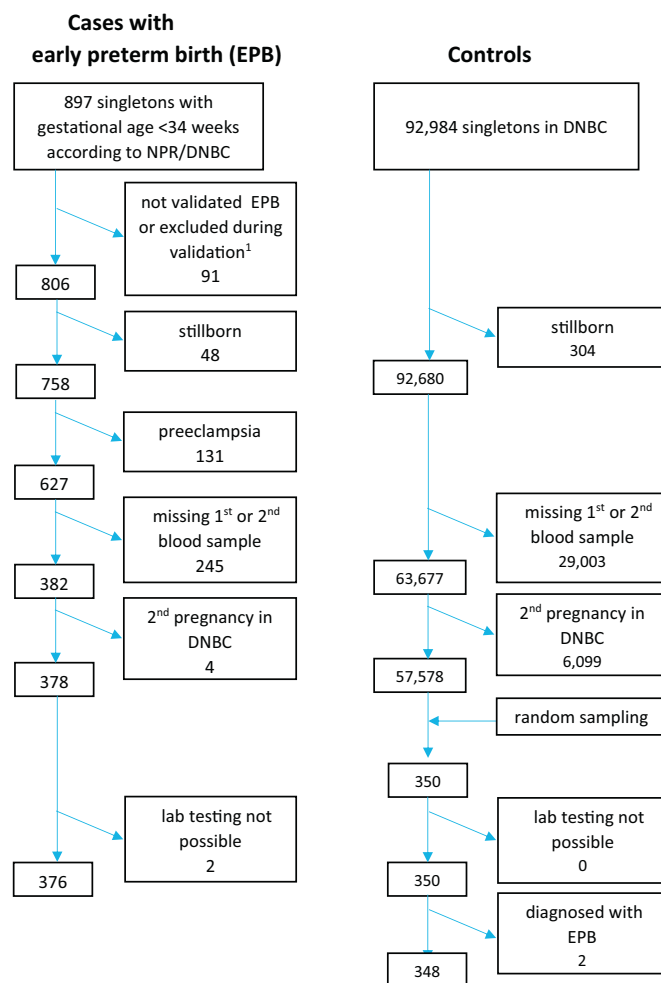 Cases with
early preterm birth (EPB)
897 singletons with
gestational age <34 weeks
according to NPR/DNBC
not validated EPB
or excluded during
validation¹
91
806
stillborn
48
758
preeclampsia
131
627
missing 1st or 2nd
blood sample
245
382
2nd pregnancy in
DNBC
4
378
lab testing not
possible
2
376
Controls
92,984 singletons in DNBC
stillborn
304
92,680
missing 1st or 2nd
blood sample
29,003
63,677
2nd pregnancy in
DNBC
6,099
57,578
random sampling
350
lab testing not
possible
0
350
diagnosed with
EPB
2
348